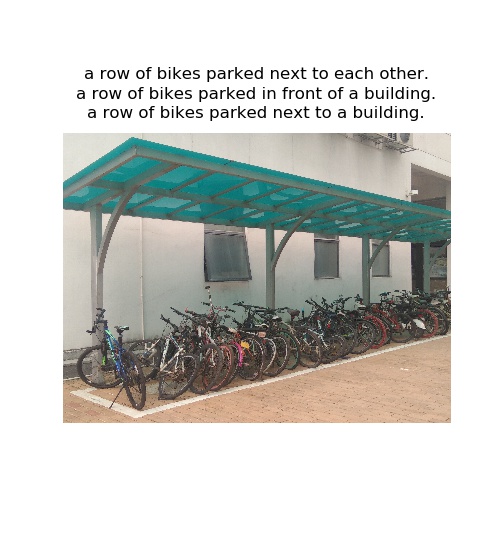 a row of bikes parked next to each other.
a row of bikes parked in front of a building.
a row of bikes parked next to a building.